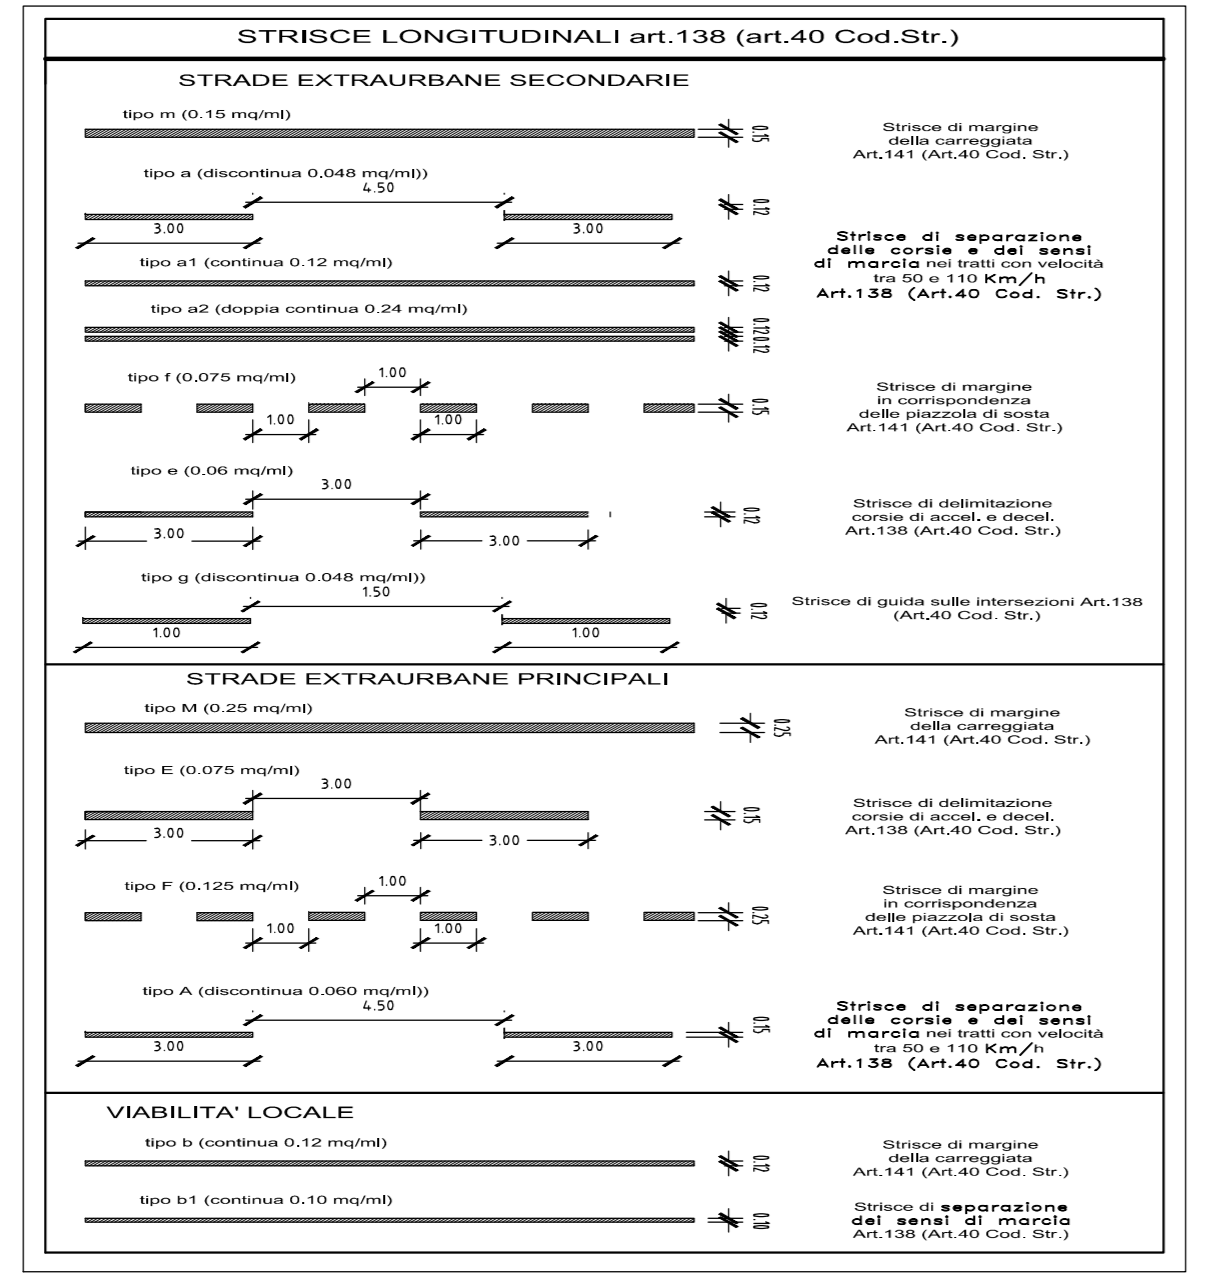 STRISCE LONGITUDINALI art.138 (art.40 Cod.Str.)
STRADE EXTRAURBANE SECONDARIE
tipo m (0.15 mq/ml)
0.15
Strisce di margine
della carreggiata
Art.141 (Art.40 Cod. Str.)
tipo a (discontinua 0.048 mq/ml))
4.50
3.00
3.00
0.12
Strisce di separazione
delle corsie e dei sensi
di marcia nei tratti con velocità
tra 50 e 110 Km/h
Art.138 (Art.40 Cod. Str.)
tipo a1 (continua 0.12 mq/ml)
0.12
tipo a2 (doppia continua 0.24 mq/ml)
0.12
0.12
tipo f (0.075 mq/ml)
1.00
1.00
1.00
0.15
Strisce di margine
in corrispondenza
delle piazzola di sosta
Art.141 (Art.40 Cod. Str.)
tipo e (0.06 mq/ml)
3.00
3.00
3.00
0.12
Strisce di delimitazione
corsie di accel. e decel.
Art.138 (Art.40 Cod. Str.)
tipo g (discontinua 0.048 mq/ml))
1.50
1.00
1.00
0.12
Strisce di guida sulle intersezioni Art.138
(Art.40 Cod. Str.)
STRADE EXTRAURBANE PRINCIPALI
tipo M (0.25 mq/ml)
0.25
Strisce di margine
della carreggiata
Art.141 (Art.40 Cod. Str.)
tipo E (0.075 mq/ml)
3.00
3.00
3.00
0.15
Strisce di delimitazione
corsie di accel. e decel.
Art.138 (Art.40 Cod. Str.)
tipo F (0.125 mq/ml)
1.00
1.00
1.00
0.25
Strisce di margine
in corrispondenza
delle piazzola di sosta
Art.141 (Art.40 Cod. Str.)
tipo A (discontinua 0.060 mq/ml))
4.50
3.00
3.00
0.15
Strisce di separazione
delle corsie e dei sensi
di marcia nei tratti con velocità
tra 50 e 110 Km/h
Art.138 (Art.40 Cod. Str.)
VIABILITA' LOCALE
tipo b (continua 0.12 mq/ml)
0.12
Strisce di margine
della carreggiata
Art.141 (Art.40 Cod. Str.)
tipo b1 (continua 0.10 mq/ml)
0.10
Strisce di separazione
dei sensi di marcia
Art.138 (Art.40 Cod. Str.)